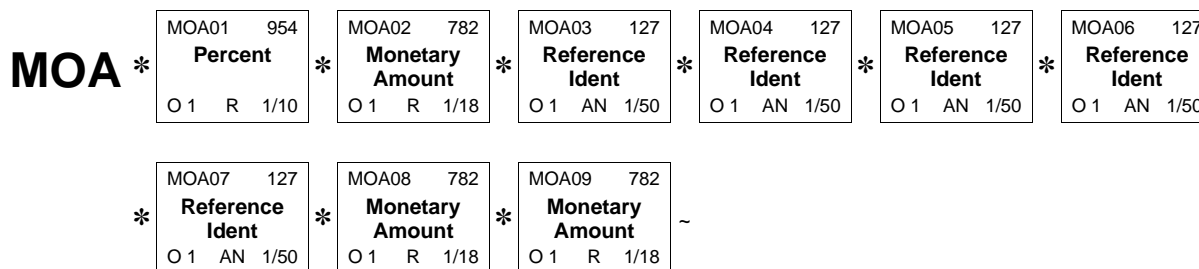 MOA01 954 MOA02 782 MOA03 127 MOA04 127 MOA05 127 MOA06 127
MOA * Percent * Monetary Amount * Reference Ident * Reference Ident * Reference Ident * Reference Ident
O 1 R 1/10 O 1 R 1/18 O 1 AN 1/50 O 1 AN 1/50 O 1 AN 1/50 O 1 AN 1/50
MOA07 127 MOA08 782 MOA09 782
* Reference Ident * Monetary Amount * Monetary Amount ~
O 1 AN 1/50 O 1 R 1/18 O 1 R 1/18